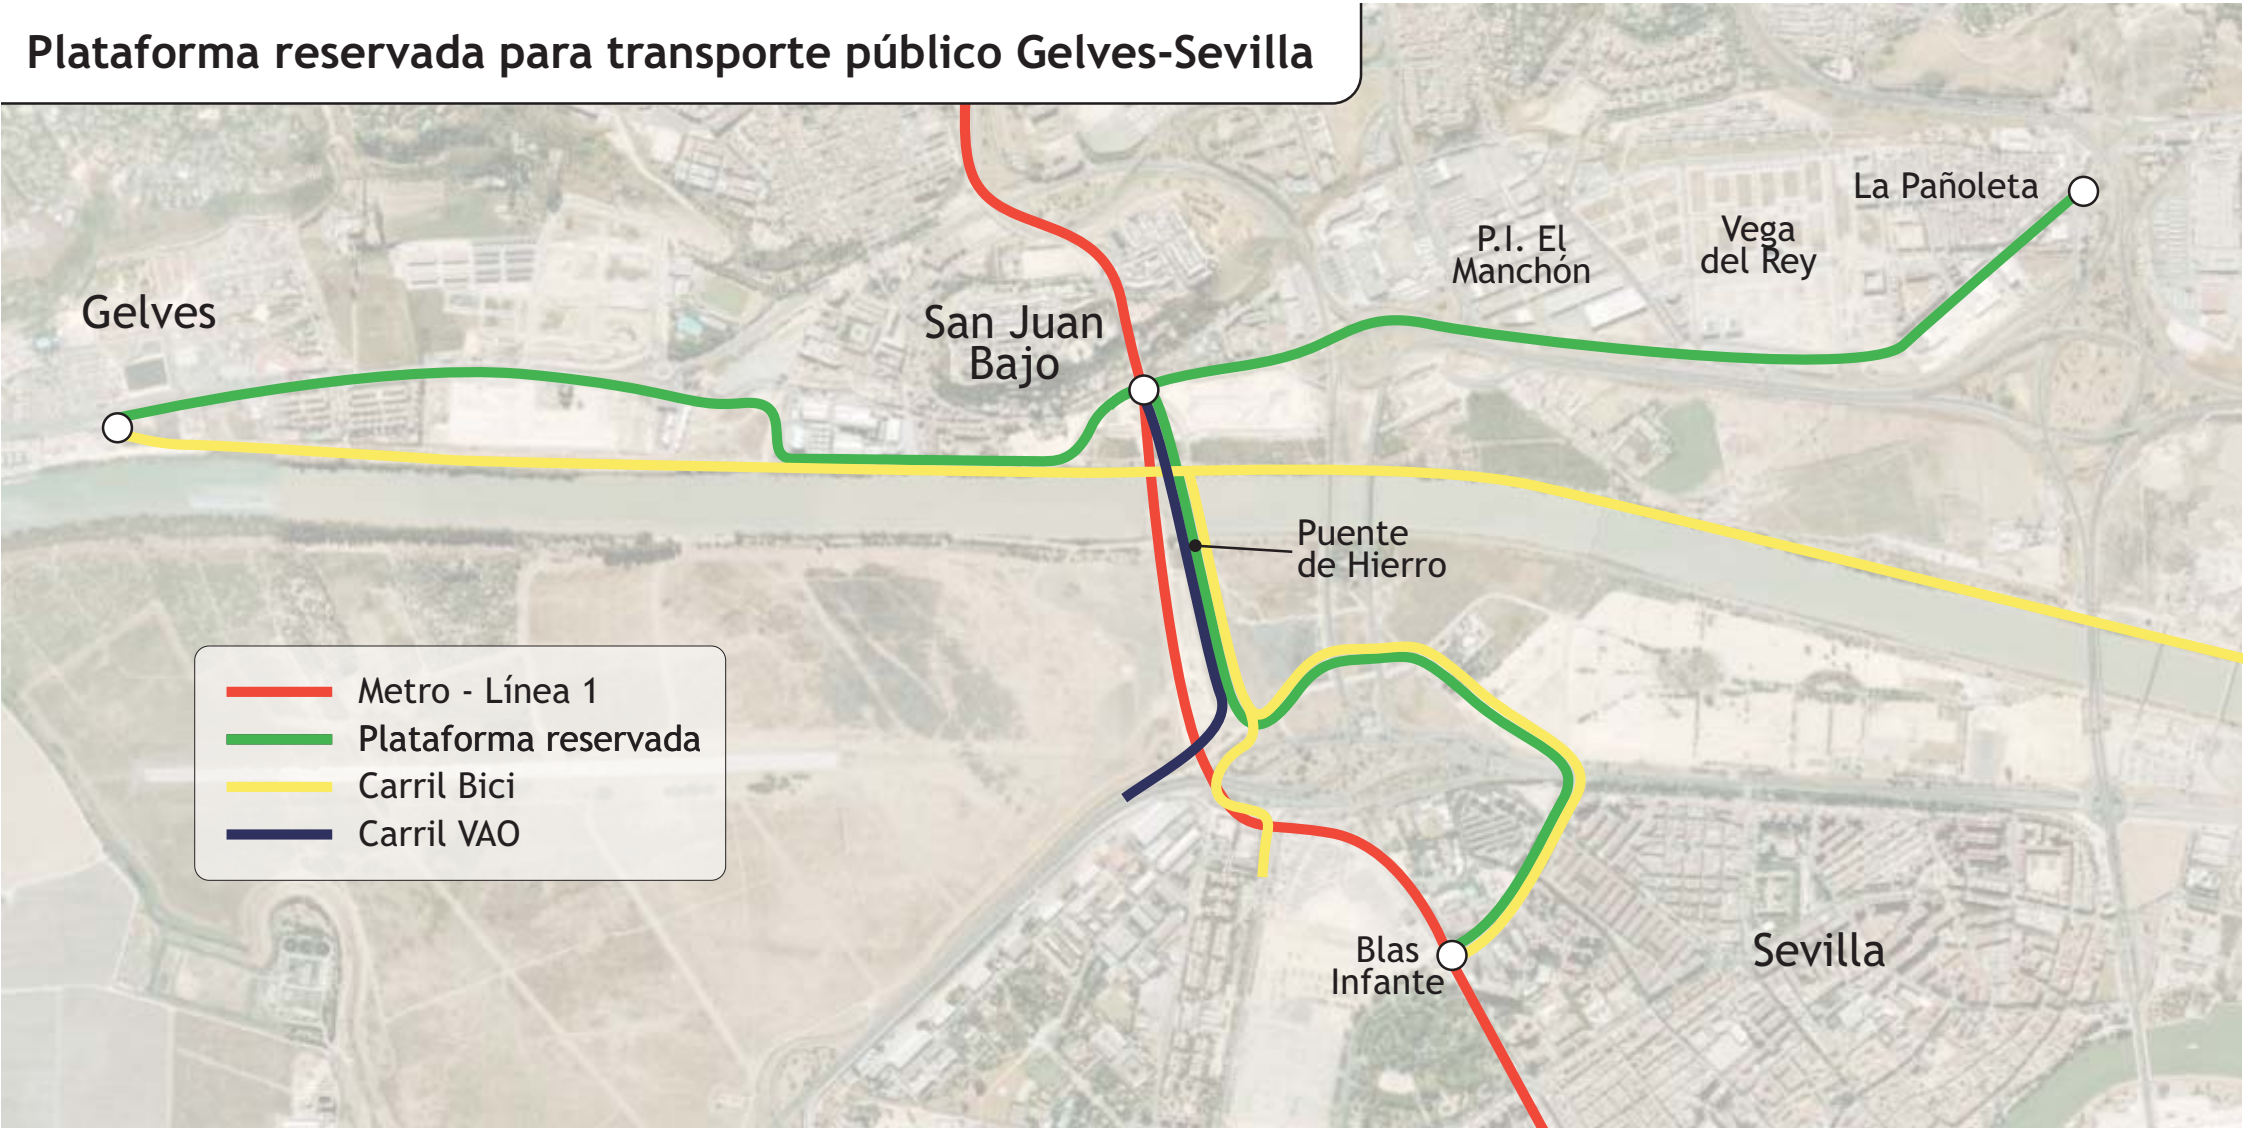 Plataforma reservada para transporte público Gelves-Sevilla
La Pañoleta
P.I. El
Manchón
Vega
del Rey
Gelves
San Juan
Bajo
Puente
de Hierro
Metro - Línea 1
Plataforma reservada
Carril Bici
Carril VAO
Blas
Infante
Sevilla